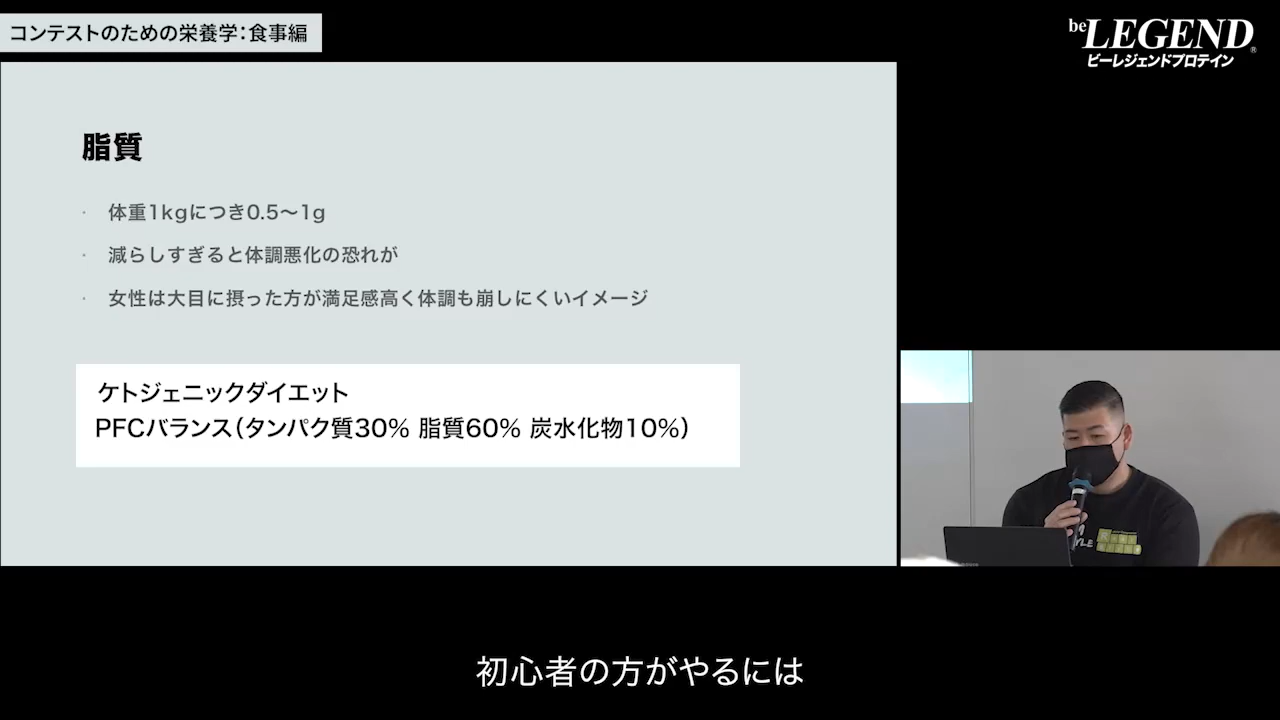 コンテストのための栄養学：食事編
be LEGEND®
ビーレジェンドプロテイン
脂質
・ 体重1kgにつき0.5〜1g
・ 減らしすぎると体調悪化の恐れが
・ 女性は大目に摂った方が満足感高く体調も崩しにくいイメージ
ケトジェニックダイエット
PFCバランス（タンパク質30% 脂質60% 炭水化物10%）
初心者の方がやるには